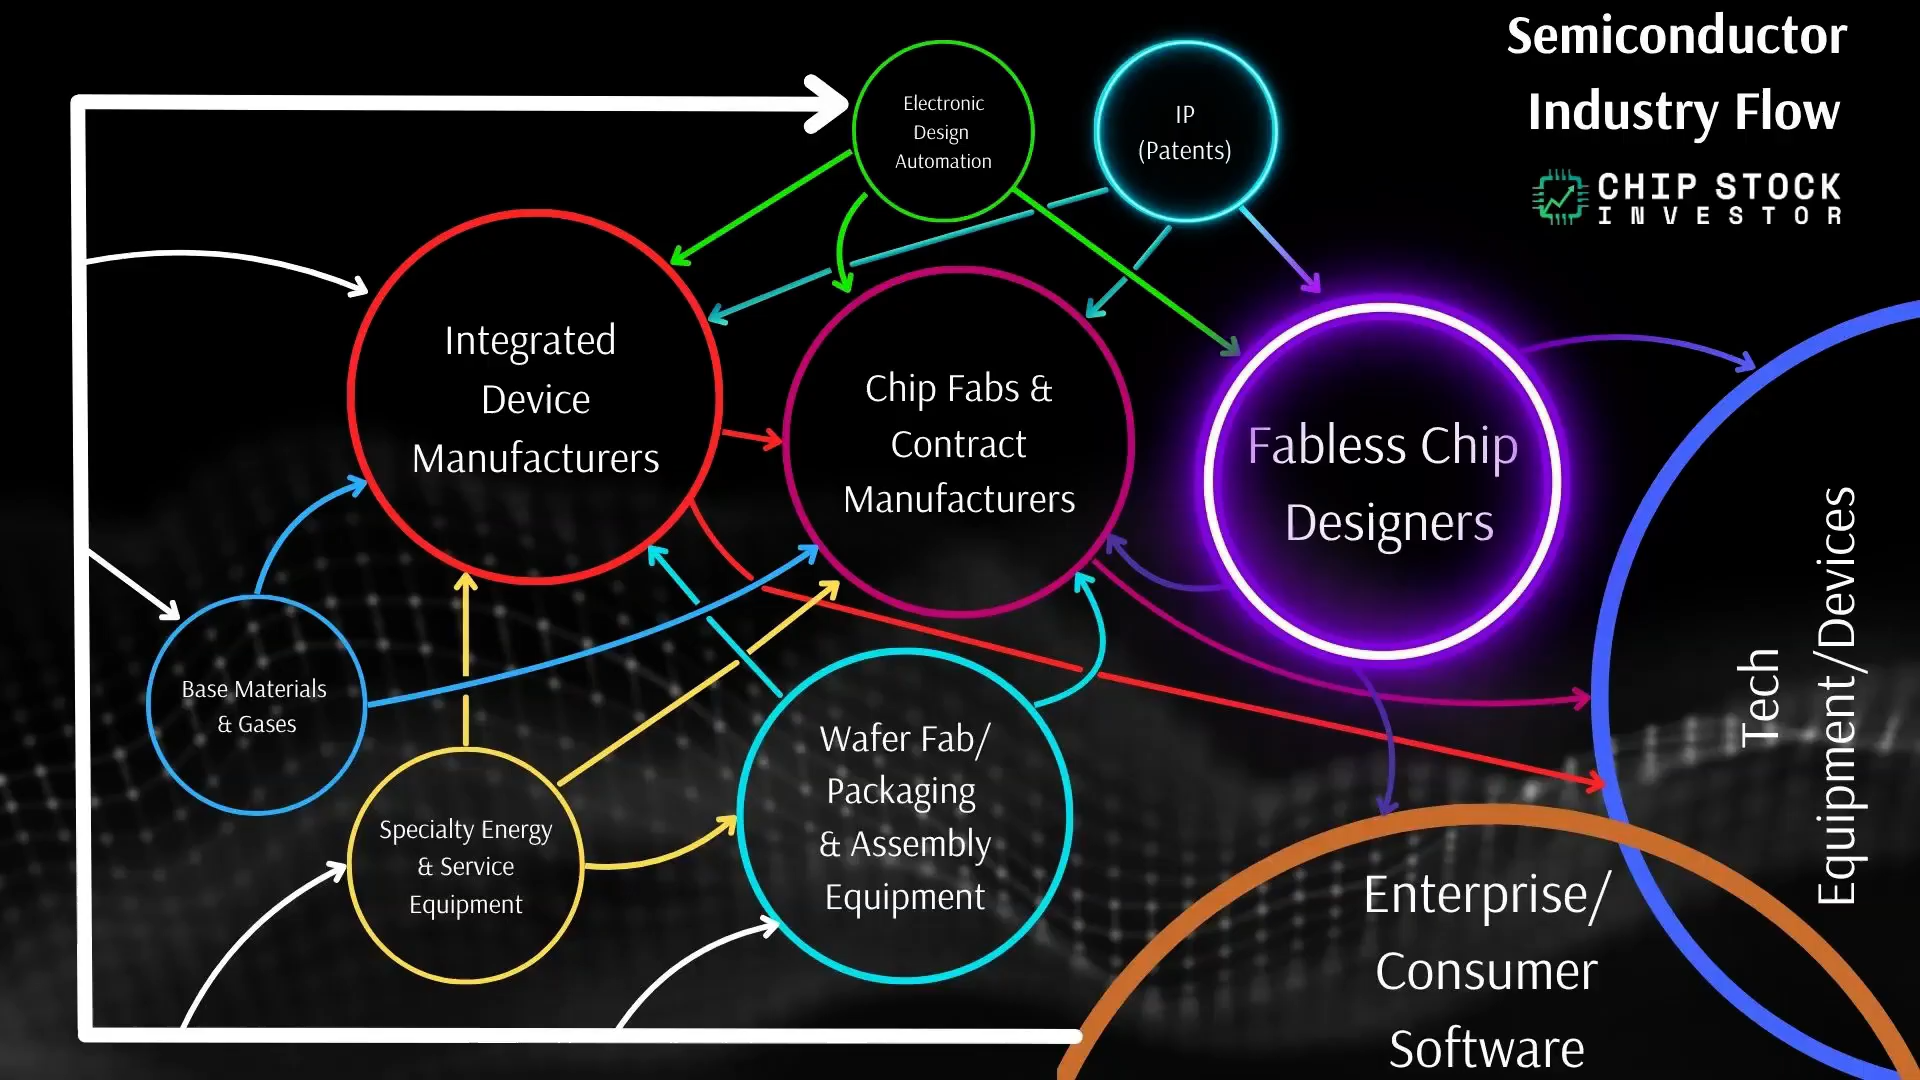 Semiconductor
Industry Flow
CHIP STOCK
INVESTOR
Electronic
Design
Automation
IP
(Patents)
Integrated
Device
Manufacturers
Chip Fabs &
Contract
Manufacturers
Fabless Chip
Designers
Tech
Equipment/Devices
Base Materials
& Gases
Specialty Energy
& Service
Equipment
Wafer Fab/
Packaging
& Assembly
Equipment
Enterprise/
Consumer
Software